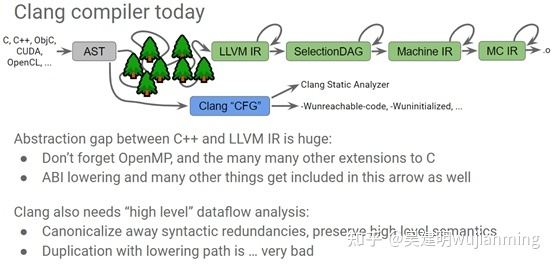 Clang compiler today
C, C++, ObjC,
CUDA,
OpenCL, ...
AST
LLVM IR
SelectionDAG
Machine IR
MC IR
.o
Clang “CFG”
Clang Static Analyzer
-Wunreachable-code, -Wuninitialized, ...
Abstraction gap between C++ and LLVM IR is huge:
● Don’t forget OpenMP, and the many many other extensions to C
● ABI lowering and many other things get included in this arrow as well
Clang also needs “high level” dataflow analysis:
● Canonicalize away syntactic redundancies, preserve high level semantics
● Duplication with lowering path is ... very bad
知乎 @吴建明wujianming